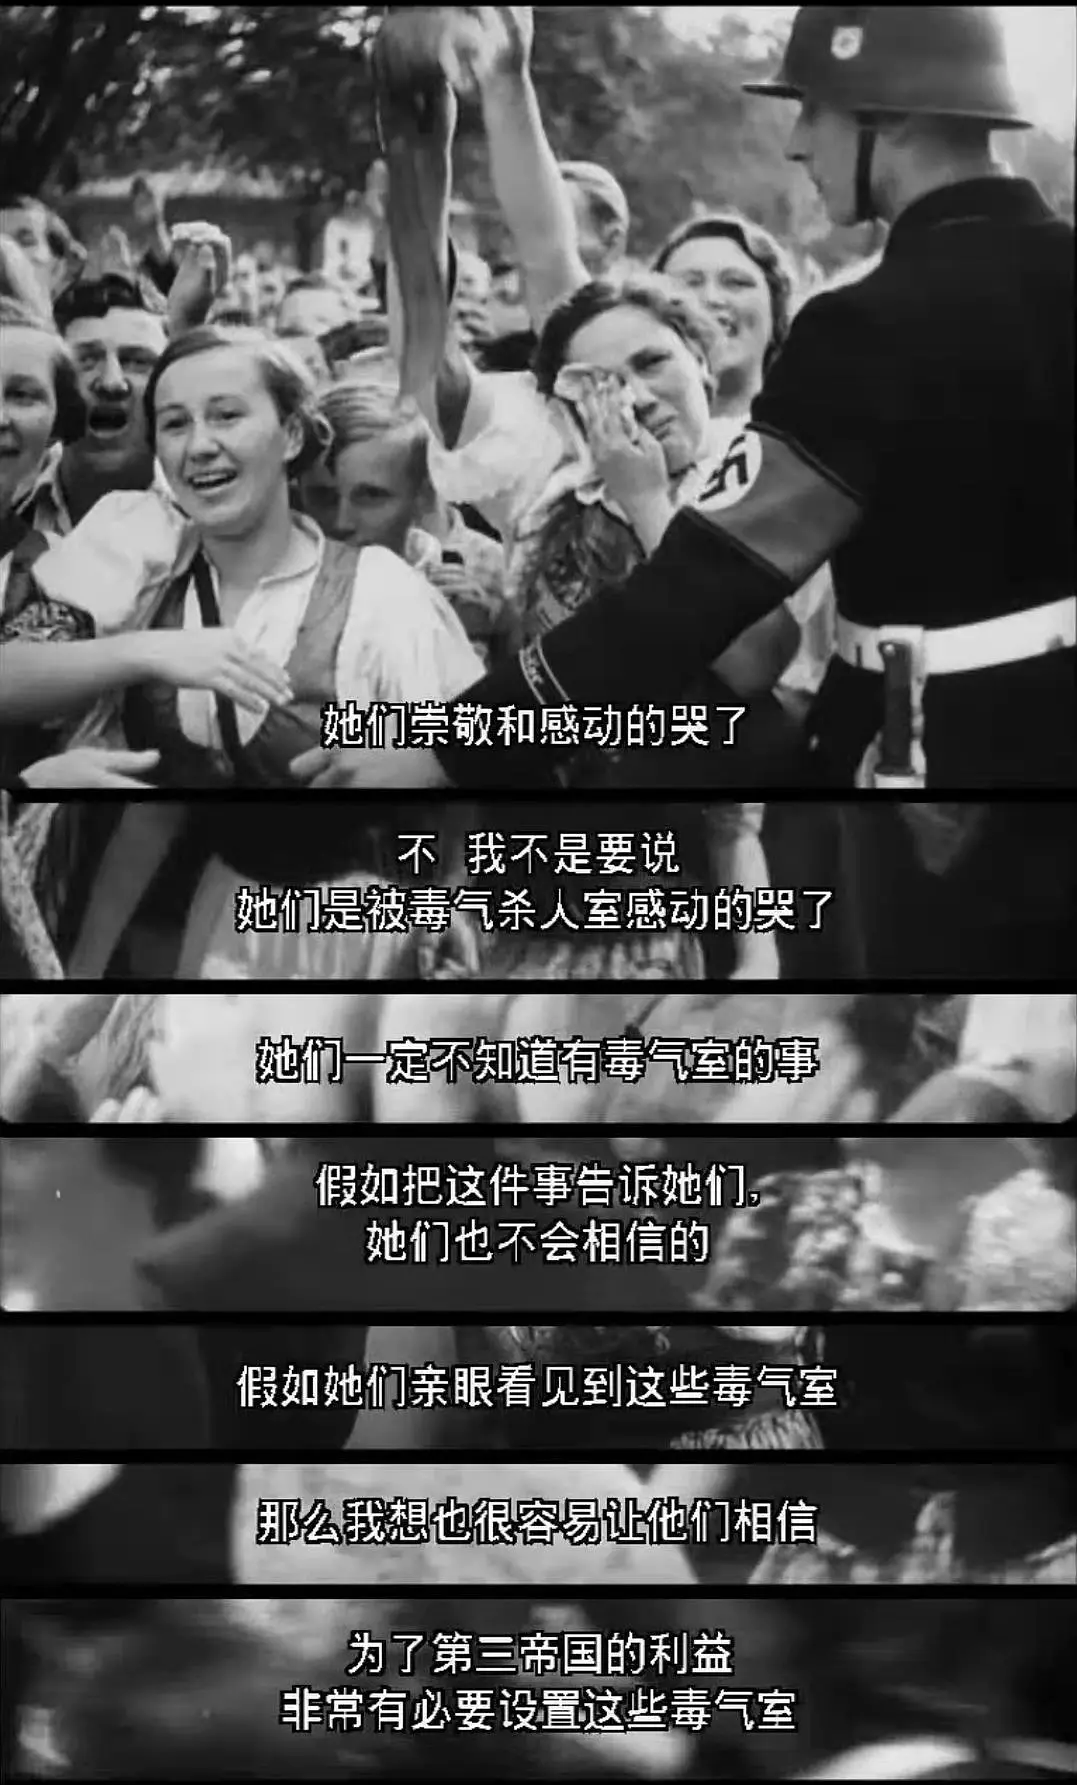 她们崇敬和感动的哭了
不 我不是要说
她们是被毒气杀人室感动的哭了
她们一定不知道有毒气室的事
假如把这件事告诉她们，
她们也不会相信的
假如她们亲眼看见到这些毒气室
那么我想也很容易让他们相信
为了第三帝国的利益
非常有必要设置这些毒气室